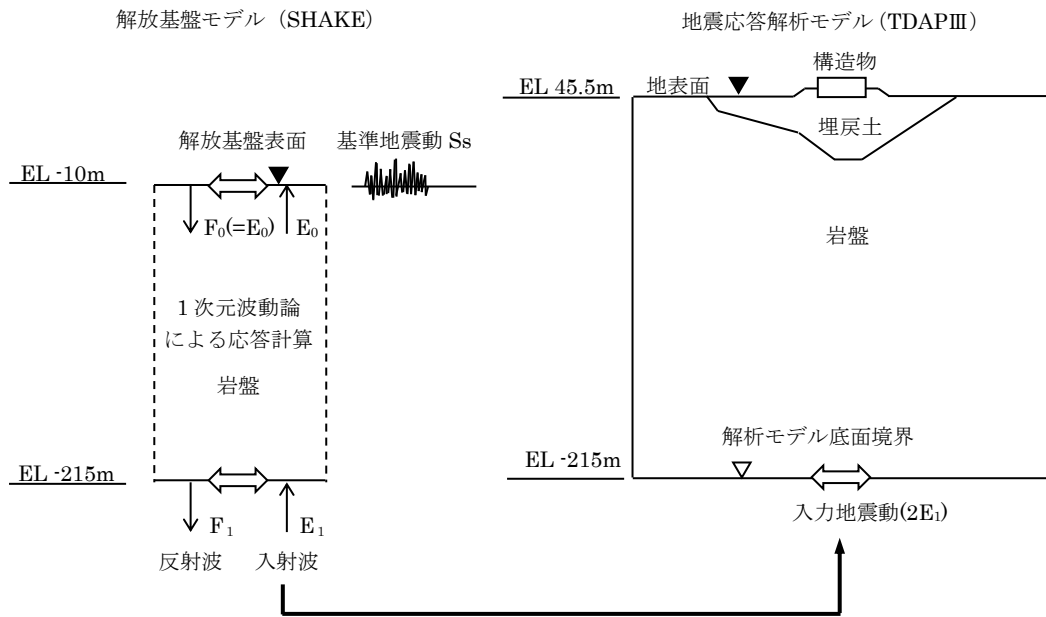 解放基盤モデル（SHAKE）
解放基盤表面
基準地震動 Ss
EL -10m
F0(=E0)
E0
1 次元波動論
による応答計算
岩盤
EL -215m
F1
E1
反射波
入射波
地震応答解析モデル（TDAPⅢ）
構造物
EL 45.5m
地表面
埋戻土
岩盤
解析モデル底面境界
EL -215m
入力地震動(2E1)